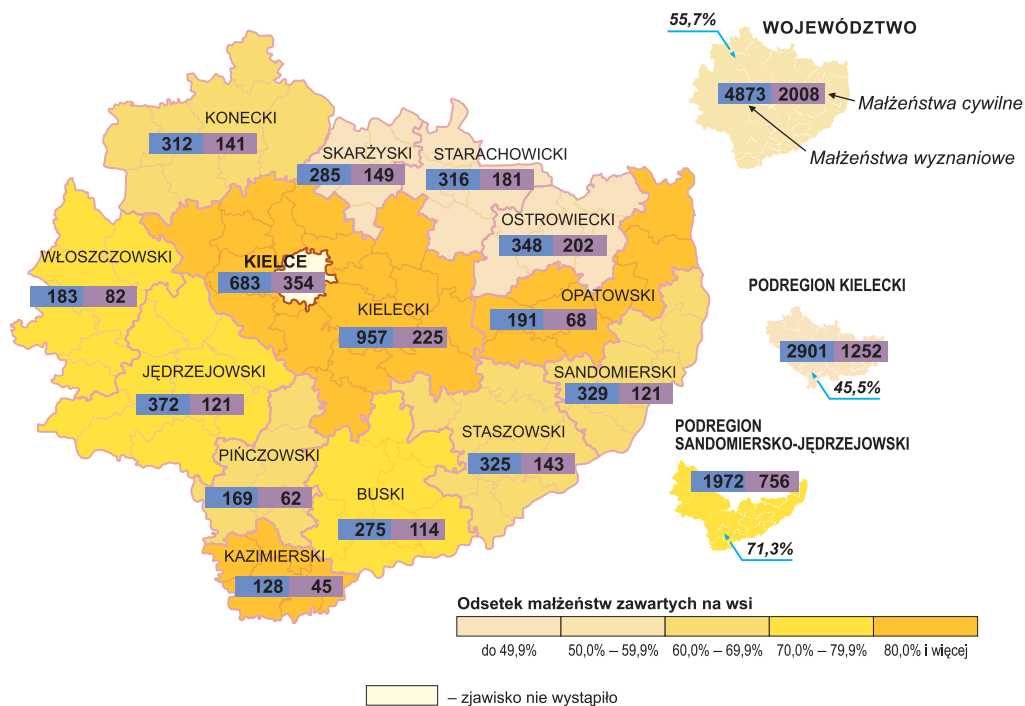 55,7%
WOJEWÓDZTWO
4873 2008
Małżeństwa cywilne
Małżeństwa wyznaniowe
KONECKI
312 141
SKARŻYSKI
285 149
STARACHOWICKI
316 181
OSTROWIECKI
348 202
WŁOSZCZOWSKI
183 82
KIELCE
683 354
KIELECKI
957 225
OPATOWSKI
191 68
PODREGION KIELECKI
2901 1252
45,5%
JĘDRZEJOWSKI
372 121
SANDOMIERSKI
329 121
STASZOWSKI
325 143
PODREGION
SANDOMIERSKO-JĘDRZEJOWSKI
1972 756
71,3%
PIŃCZOWSKI
169 62
BUSKI
275 114
KAZIMIERSKI
128 45
Odsetek małżeństw zawartych na wsi
do 49,9% 50,0% – 59,9% 60,0% – 69,9% 70,0% – 79,9% 80,0% i więcej
– zjawisko nie wystąpiło